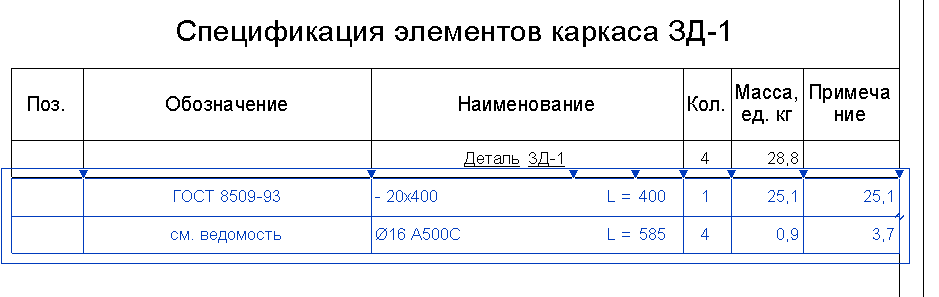 Спецификация элементов каркаса ЗД-1
Поз. Обозначение Наименование Кол. Масса, ед. кг Примеча ние
Деталь ЗД-1 4 28,8
ГОСТ 8509-93 - 20х400 L = 400 1 25,1 25,1
см. ведомость Ø16 А500С L = 585 4 0,9 3,7